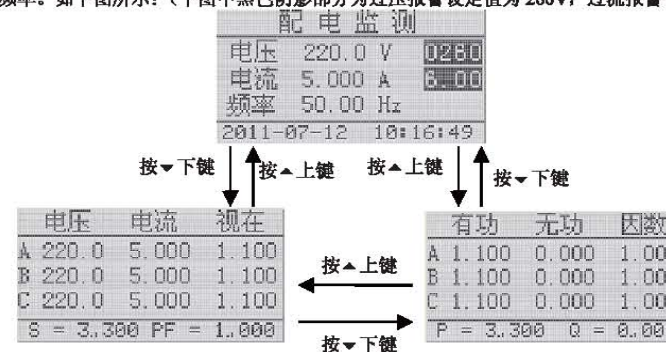 频率。如下图所示:（下图中黑色阴影部分为过压报警设定值为 260V，过流报警
配电监测
电压 220.0 V 0260
电流 5.000 A 6.00
频率 50.00 Hz
2011-07-12 10:16:49
按▼下键
按▲上键
按▲上键
按▼下键
电压 电流 视在
A 220.0 5.000 1.100
B 220.0 5.000 1.100
C 220.0 5.000 1.100
S = 3.300 PF = 1.000
按▲上键
按▼下键
有功 无功 因数
A 1.100 0.000 1.00
B 1.100 0.000 1.00
C 1.100 0.000 1.00
P = 3.300 Q = 0.00